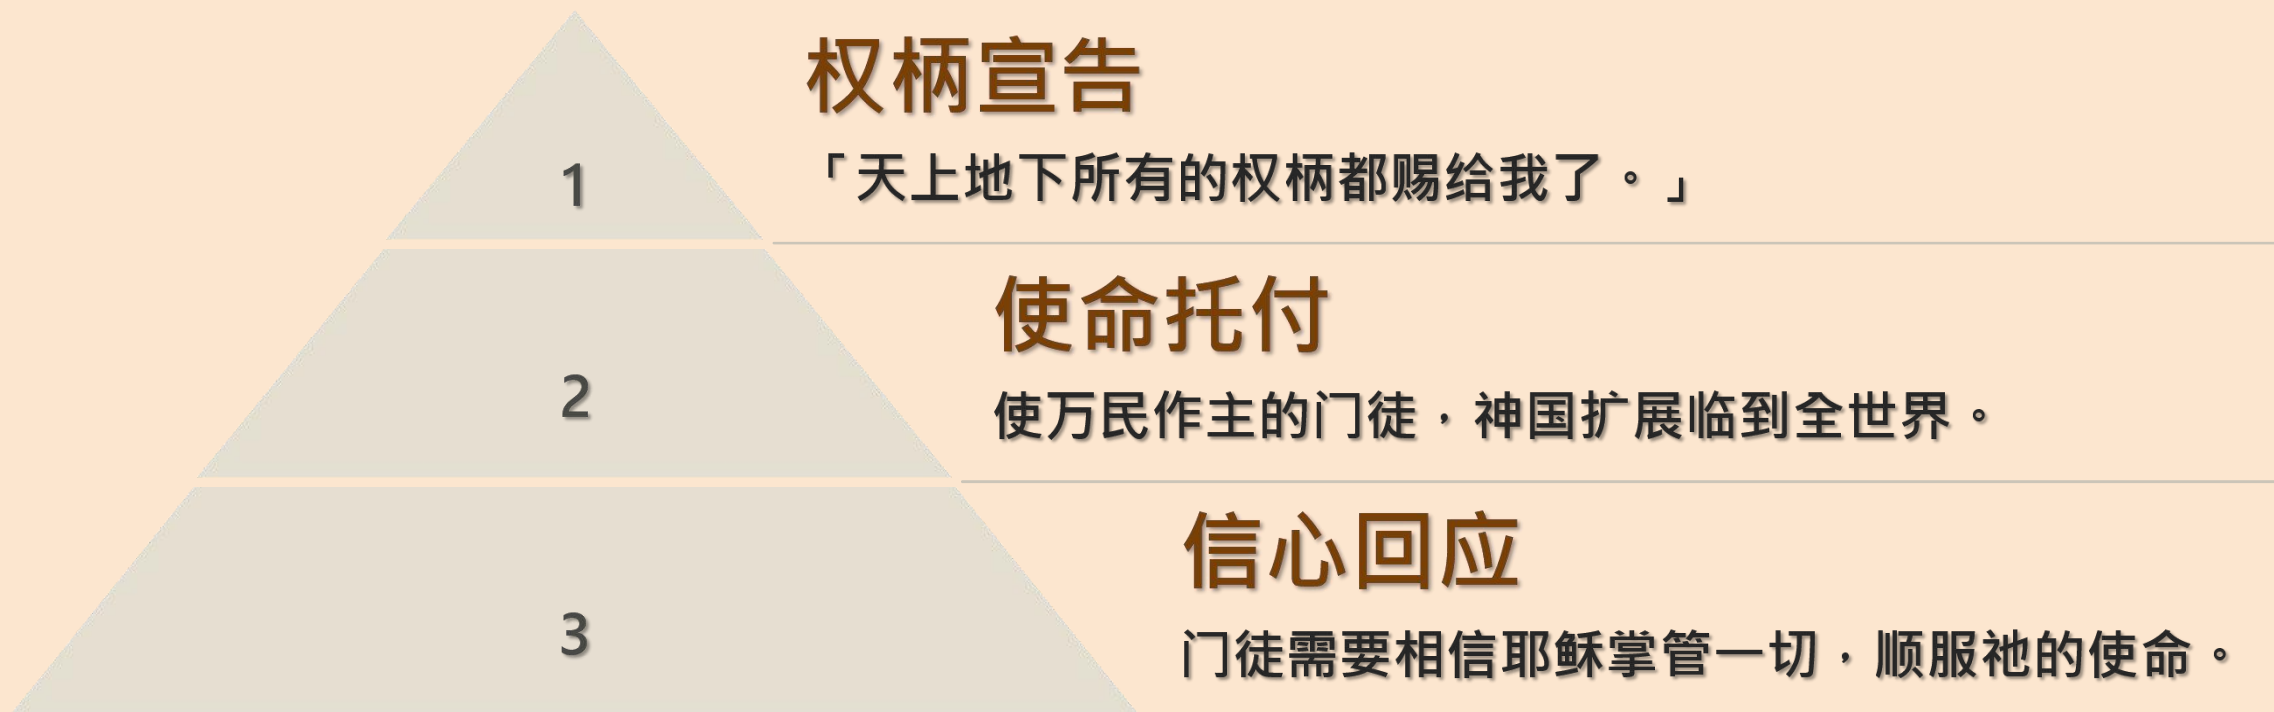 权柄宣告
1
「天上地下所有的权柄都赐给我了。」
使命托付
2
使万民作主的门徒，神国扩展临到全世界。
信心回应
3
门徒需要相信耶稣掌管一切，顺服祂的使命。